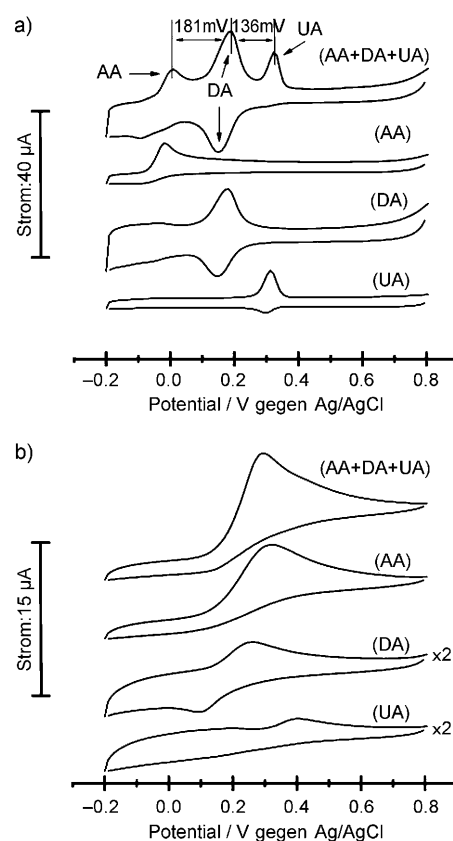 a)
181mV
136mV
UA
(AA+DA+UA)
AA
DA
(AA)
(DA)
(UA)
Strom:40 µA
–0.2 0.0 0.2 0.4 0.6 0.8
Potential / V gegen Ag/AgCl
b)
(AA+DA+UA)
(AA)
(DA)
x2
(UA)
x2
Strom:15 µA
–0.2 0.0 0.2 0.4 0.6 0.8
Potential / V gegen Ag/AgCl